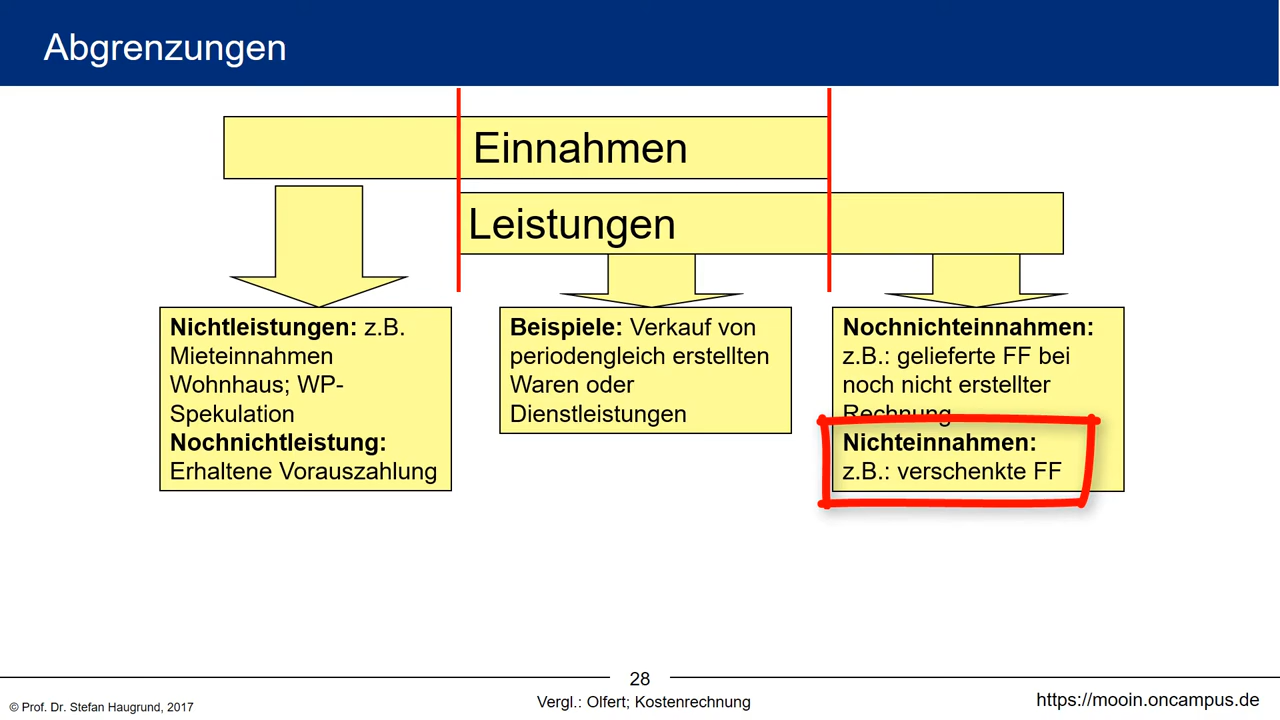 Abgrenzungen
Einnahmen
Leistungen
Nichtleistungen: z.B.
Mieteinnahmen
Wohnhaus; WP-
Spekulation
Nochnichtleistung:
Erhaltene Vorauszahlung
Beispiele: Verkauf von
periodengleich erstellten
Waren oder
Dienstleistungen
Nochnichteinnahmen:
z.B.: gelieferte FF bei
noch nicht erstellter
Rechnung
Nichteinnahmen:
z.B.: verschenkte FF
28
© Prof. Dr. Stefan Haugrund, 2017
Vergl.: Olfert; Kostenrechnung
https://mooin.oncampus.de